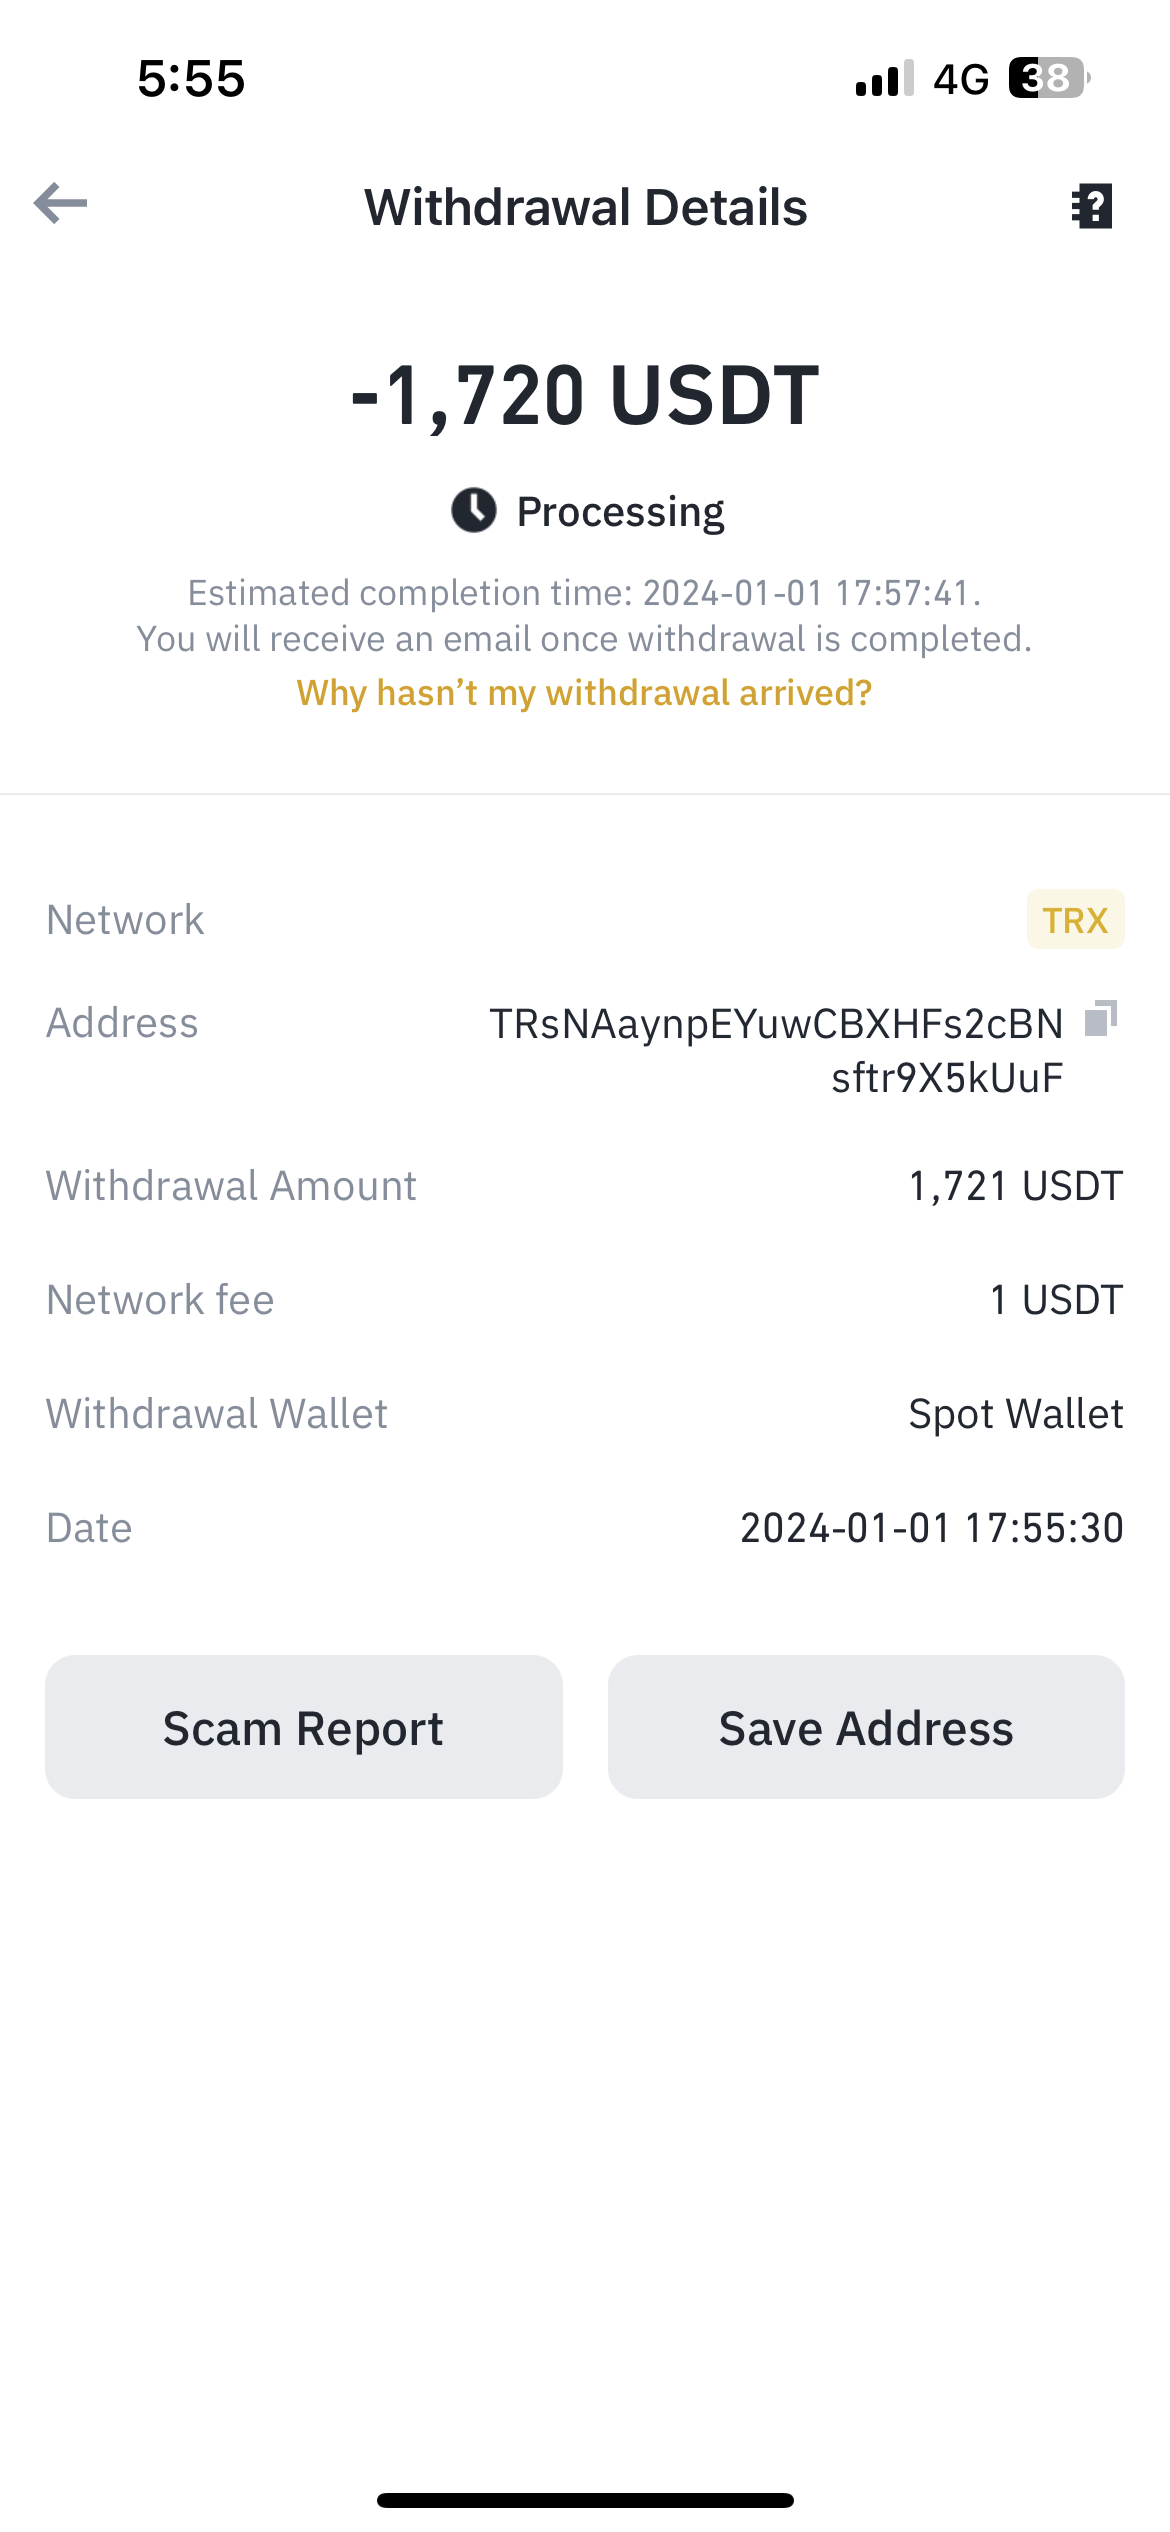 5:55
4G 38
Withdrawal Details
?
-1,720 USDT
Processing
Estimated completion time: 2024-01-01 17:57:41.
You will receive an email once withdrawal is completed.
Why hasn’t my withdrawal arrived?
Network TRX
Address TRsNAaynpEYuwCBXHFs2cBN
sftr9X5kUuF
Withdrawal Amount 1,721 USDT
Network fee 1 USDT
Withdrawal Wallet Spot Wallet
Date 2024-01-01 17:55:30
Scam Report Save Address